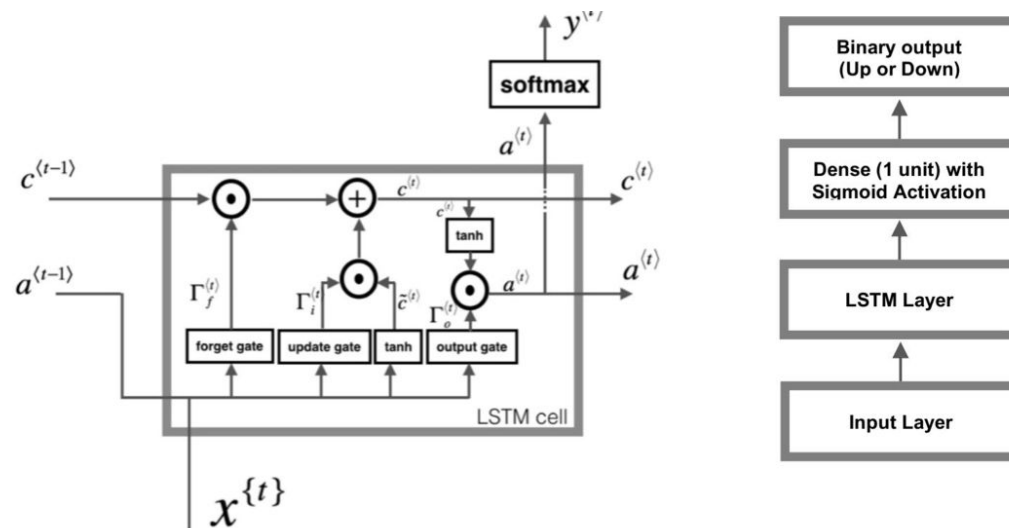 y
softmax
a⟨t⟩
c⟨t−1⟩
c⟨t⟩
c⟨t⟩
c⟨t⟩
tanh
a⟨t−1⟩
a⟨t⟩
a⟨t⟩
Γf⟨t⟩
Γi⟨t⟩
c̃⟨t⟩
Γo⟨t⟩
forget gate
update gate
tanh
output gate
LSTM cell
x{t}
Binary output
(Up or Down)
Dense (1 unit) with
Sigmoid Activation
LSTM Layer
Input Layer